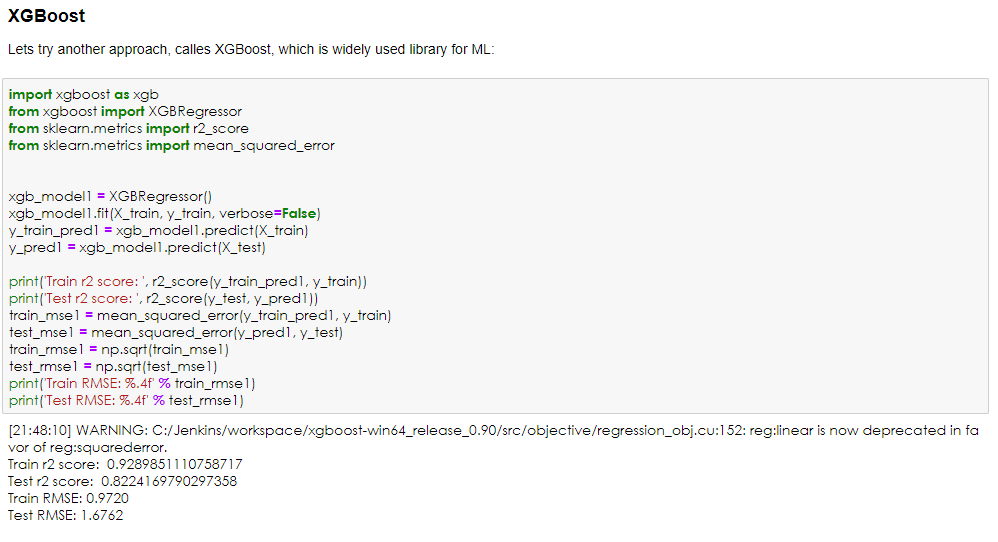 XGBoost
Lets try another approach, calles XGBoost, which is widely used library for ML:
import xgboost as xgb
from xgboost import XGBRegressor
from sklearn.metrics import r2_score
from sklearn.metrics import mean_squared_error
xgb_model1 = XGBRegressor()
xgb_model1.fit(X_train, y_train, verbose=False)
y_train_pred1 = xgb_model1.predict(X_train)
y_pred1 = xgb_model1.predict(X_test)
print('Train r2 score: ', r2_score(y_train_pred1, y_train))
print('Test r2 score: ', r2_score(y_test, y_pred1))
train_mse1 = mean_squared_error(y_train_pred1, y_train)
test_mse1 = mean_squared_error(y_pred1, y_test)
train_rmse1 = np.sqrt(train_mse1)
test_rmse1 = np.sqrt(test_mse1)
print('Train RMSE: %.4f' % train_rmse1)
print('Test RMSE: %.4f' % test_rmse1)
[21:48:10] WARNING: C:/Jenkins/workspace/xgboost-win64_release_0.90/src/objective/regression_obj.cu:152: reg:linear is now deprecated in fa
vor of reg:squarederror.
Train r2 score:  0.9289851110758717
Test r2 score:  0.8224169790297358
Train RMSE: 0.9720
Test RMSE: 1.6762